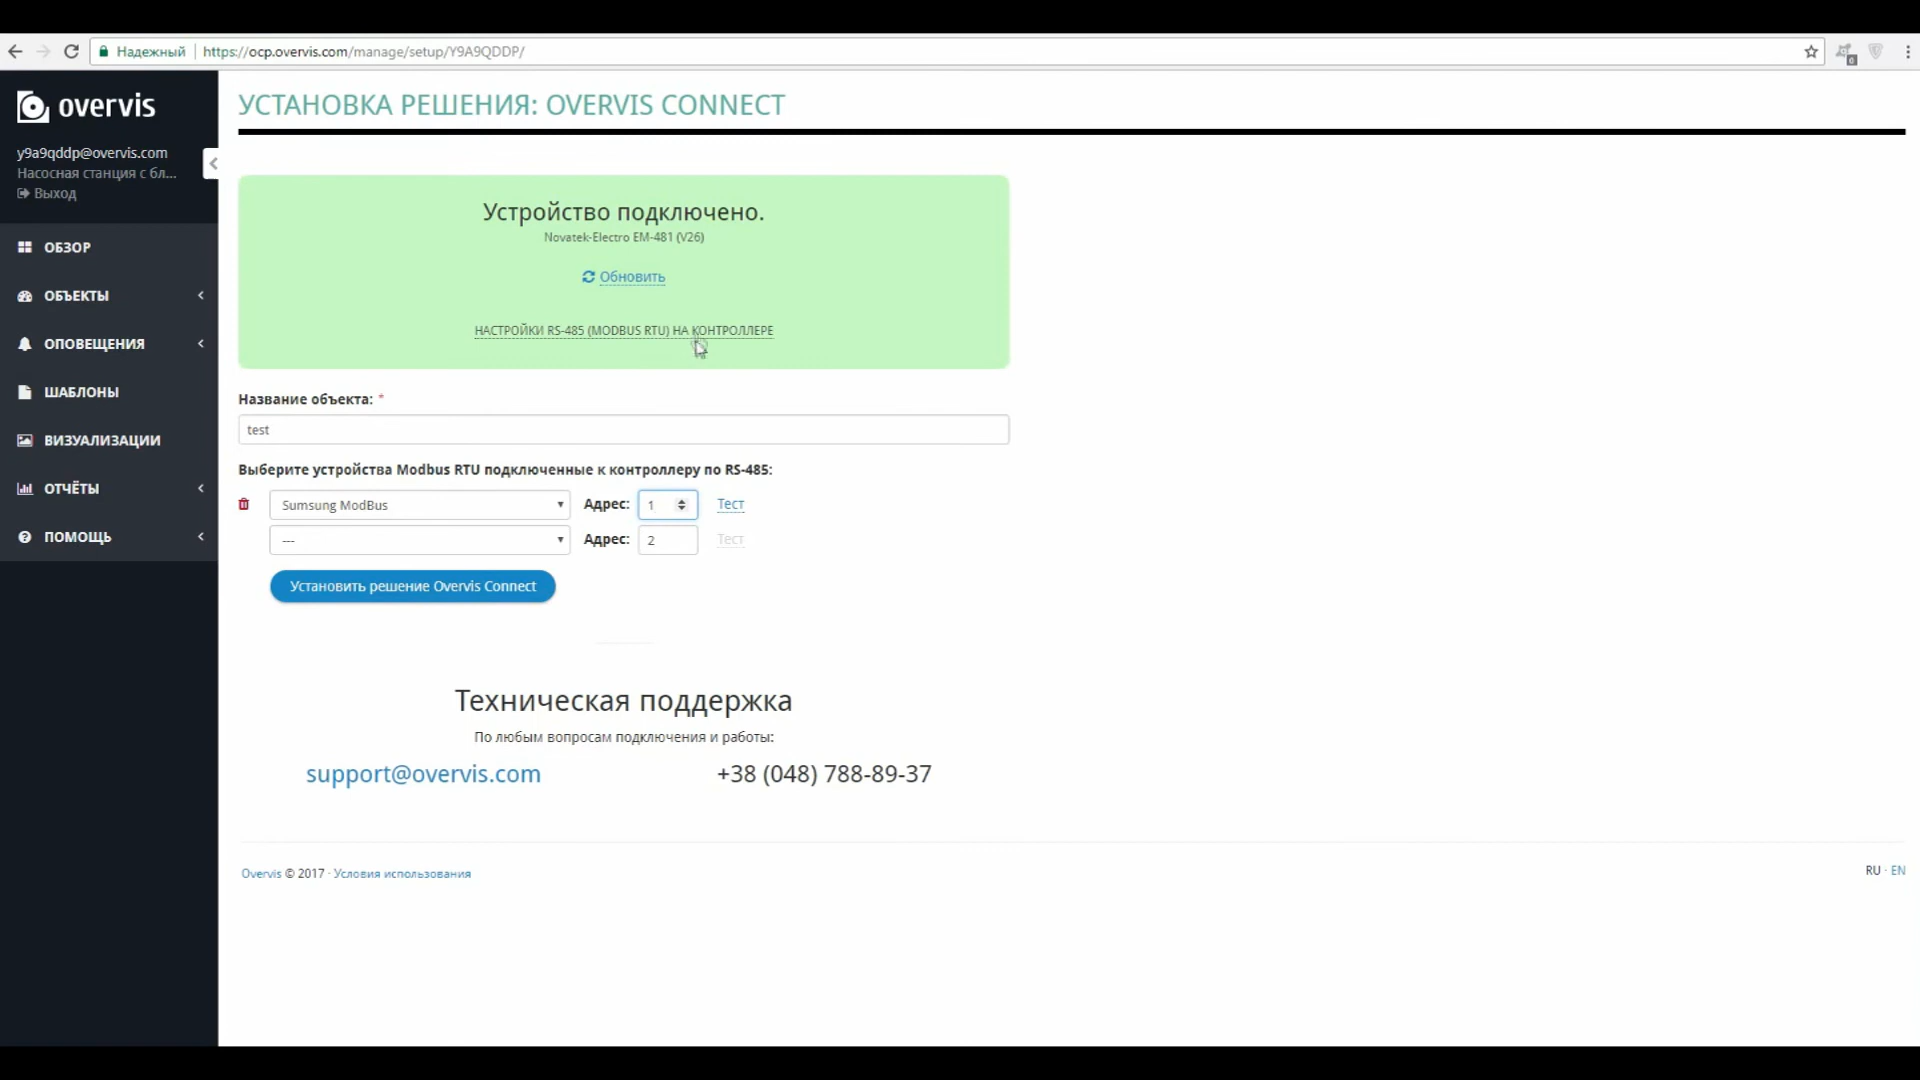 Надежный
https://ocp.overvis.com/manage/setup/Y9A9QDDP/
0
overvis
y9a9qddp@overvis.com
Насосная станция с бл...
Выход
ОБЗОР
ОБЪЕКТЫ
ОПОВЕЩЕНИЯ
ШАБЛОНЫ
ВИЗУАЛИЗАЦИИ
ОТЧЁТЫ
ПОМОЩЬ
УСТАНОВКА РЕШЕНИЯ: OVERVIS CONNECT
Устройство подключено.
Novatek-Electro EM-481 (V26)
Обновить
НАСТРОЙКИ RS-485 (MODBUS RTU) НА КОНТРОЛЛЕРЕ
Название объекта: *
test
Выберите устройства Modbus RTU подключенные к контроллеру по RS-485:
Sumsung ModBus Адрес: 1 Тест
--- Адрес: 2 Тест
Установить решение Overvis Connect
Техническая поддержка
По любым вопросам подключения и работы:
support@overvis.com +38 (048) 788-89-37
Overvis © 2017 · Условия использования
RU · EN